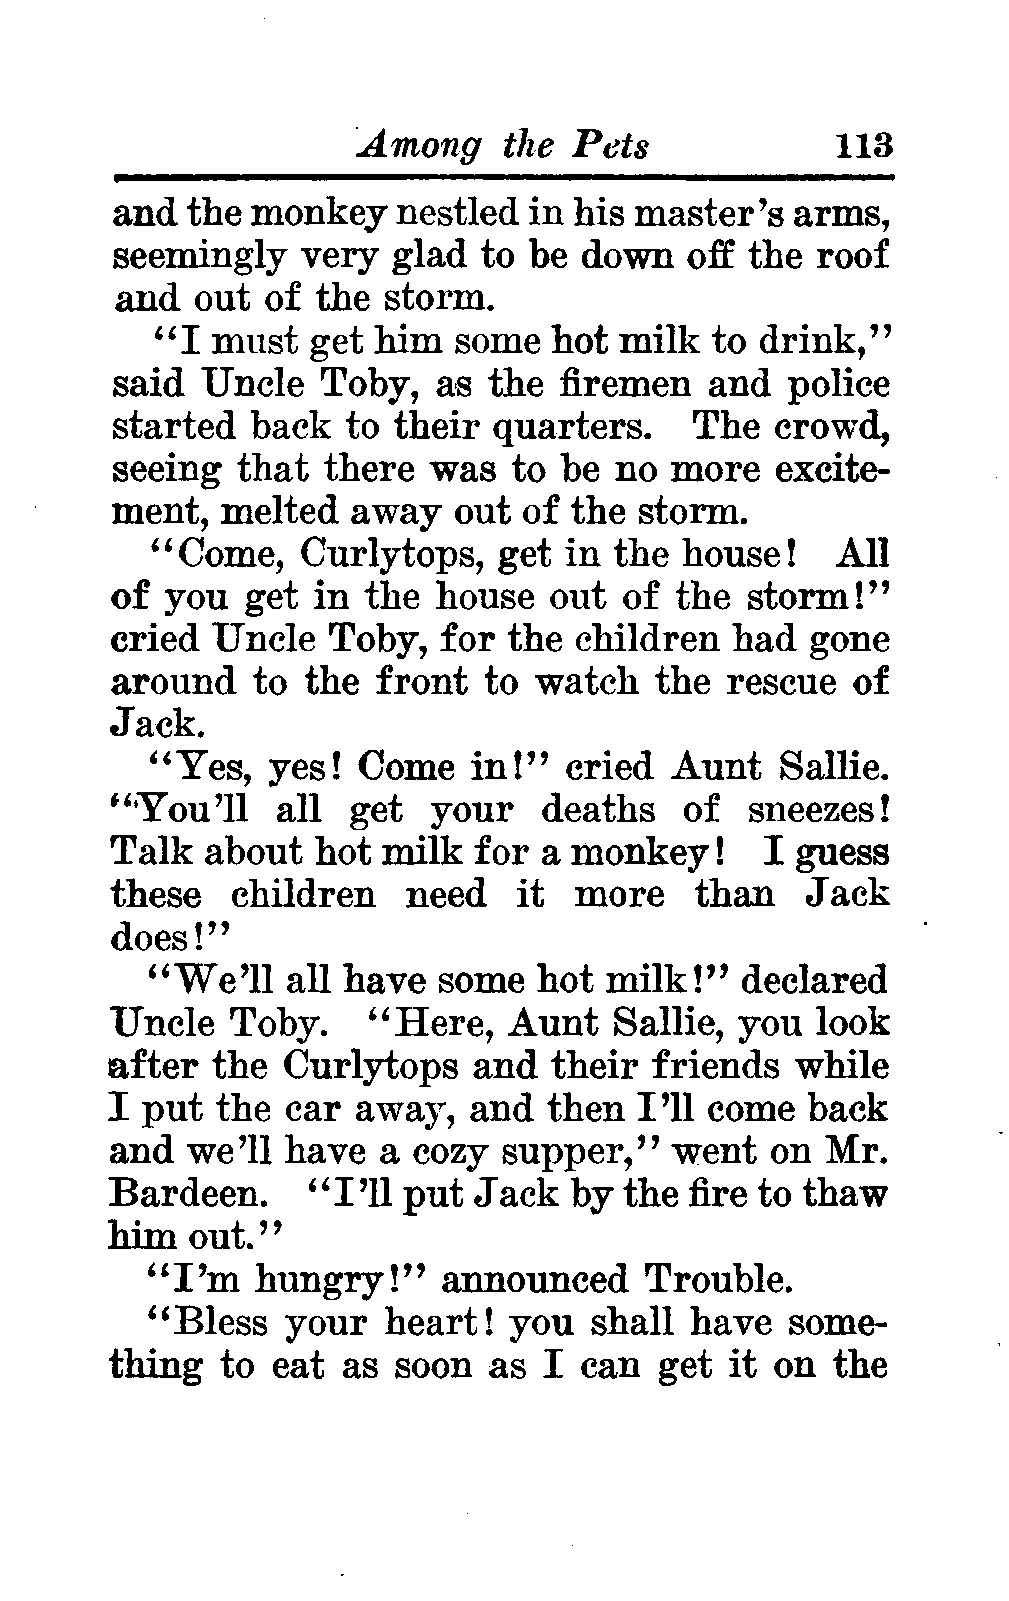 Among the Pets 113
and the monkey nestled in his master's arms,
seemingly very glad to be down off the roof
and out of the storm.
"I must get him some hot milk to drink,"
said Uncle Toby, as the firemen and police
started back to their quarters. The crowd,
seeing that there was to be no more excite-
ment, melted away out of the storm.
"Come, Curlytops, get in the house! All
of you get in the house out of the storm!"
cried Uncle Toby, for the children had gone
around to the front to watch the rescue of
Jack.
"Yes, yes! Come in!" cried Aunt Sallie.
"You'll all get your deaths of sneezes!
Talk about hot milk for a monkey! I guess
these children need it more than Jack
does!"
"We'll all have some hot milk!" declared
Uncle Toby. "Here, Aunt Sallie, you look
after the Curlytops and their friends while
I put the car away, and then I'll come back
and we'll have a cozy supper," went on Mr.
Bardeen. "I'll put Jack by the fire to thaw
him out."
"I'm hungry!" announced Trouble.
"Bless your heart! you shall have some-
thing to eat as soon as I can get it on the